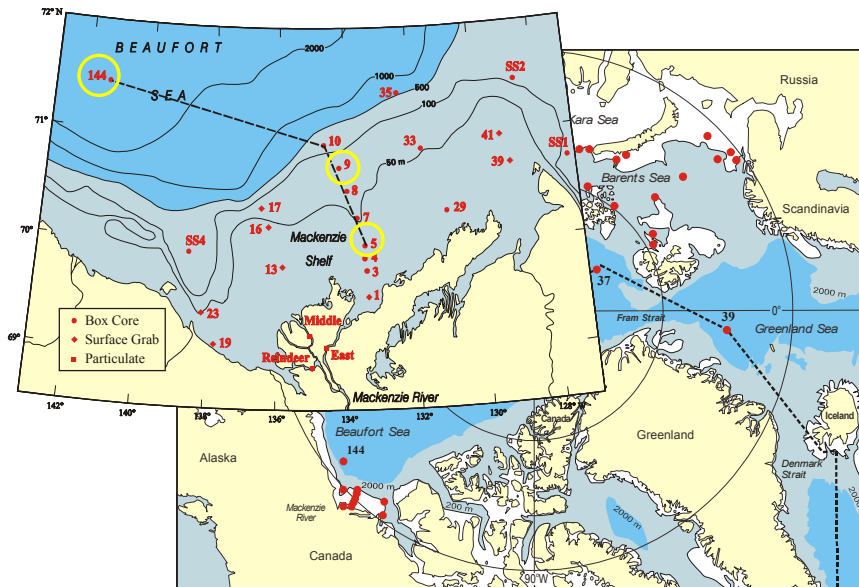 72° N
BEAUFORT
SEA
2000
1000
500
100
50 m
144
35
SS2
71°
10
33
41
SS1
9
39
8
17
7
29
70°
16
Mackenzie
Shelf
5
SS4
4
13
3
1
23
69°
19
Middle
East
Raindeer
Mackenzie River
Box Core
Surface Grab
Particulate
142°
140°
138°
136°
134°
132°
130°
128°
Russia
Kara Sea
Barents Sea
Scandinavia
2000 m
37
39
Fram Strait
0°
Greenland Sea
Iceland
Greenland
Denmark
Strait
Canada
Beaufort Sea
144
Alaska
2000 m
200 m
Mackenzie
River
2000 m
Canada
90°W